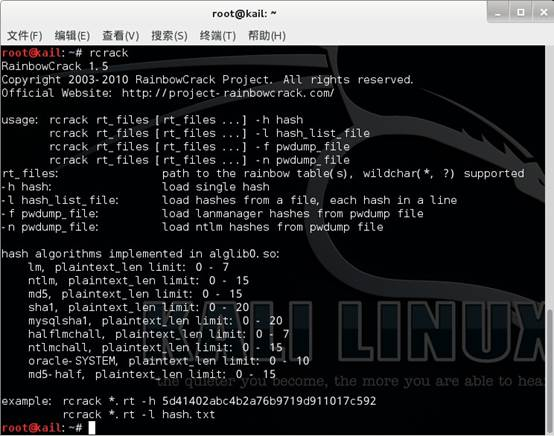 root@kail: ~
文件(F) 编辑(E) 查看(V) 搜索(S) 终端(T) 帮助(H)
root@kail:~# rcrack
RainbowCrack 1.5
Copyright 2003-2010 RainbowCrack Project. All rights reserved.
Official Website: http://project-rainbowcrack.com/
usage: rcrack rt_files [rt_files ...] -h hash
rcrack rt_files [rt_files ...] -l hash_list_file
rcrack rt_files [rt_files ...] -f pwdump_file
rcrack rt_files [rt_files ...] -n pwdump_file
rt_files: path to the rainbow table(s), wildchar(*, ?) supported
-h hash: load single hash
-l hash_list_file: load hashes from a file, each hash in a line
-f pwdump_file: load lanmanager hashes from pwdump file
-n pwdump_file: load ntlm hashes from pwdump file
hash algorithms implemented in alglib0.so:
lm, plaintext_len limit: 0 - 7
ntlm, plaintext_len limit: 0 - 15
md5, plaintext_len limit: 0 - 15
sha1, plaintext_len limit: 0 - 20
mysqlsha1, plaintext_len limit: 0 - 20
halflmchall, plaintext_len limit: 0 - 7
ntlmchall, plaintext_len limit: 0 - 15
oracle-SYSTEM, plaintext_len limit: 0 - 10
md5-half, plaintext_len limit: 0 - 15
KALI LINUX
the quieter you become, the more you are able to hear
example: rcrack *.rt -h 5d41402abc4b2a76b9719d911017c592
rcrack *.rt -l hash.txt
root@kail:~#